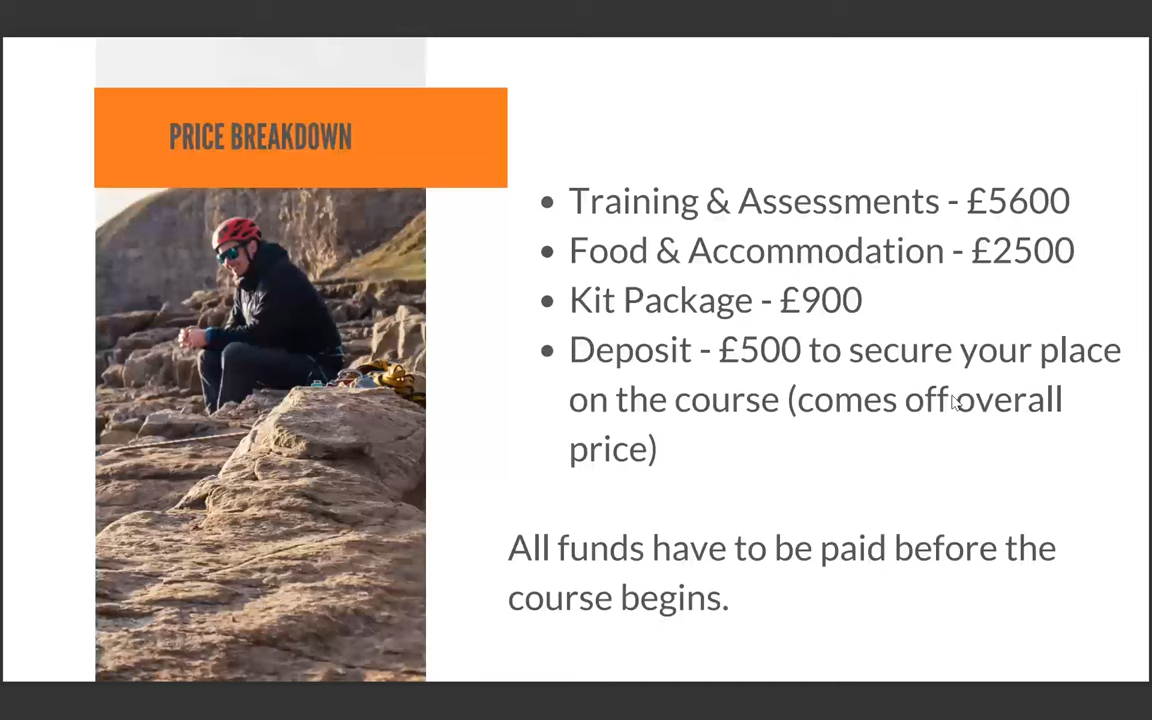 PRICE BREAKDOWN
• Training & Assessments - £5600
• Food & Accommodation - £2500
• Kit Package - £900
• Deposit - £500 to secure your place
on the course (comes off overall
price)
All funds have to be paid before the
course begins.